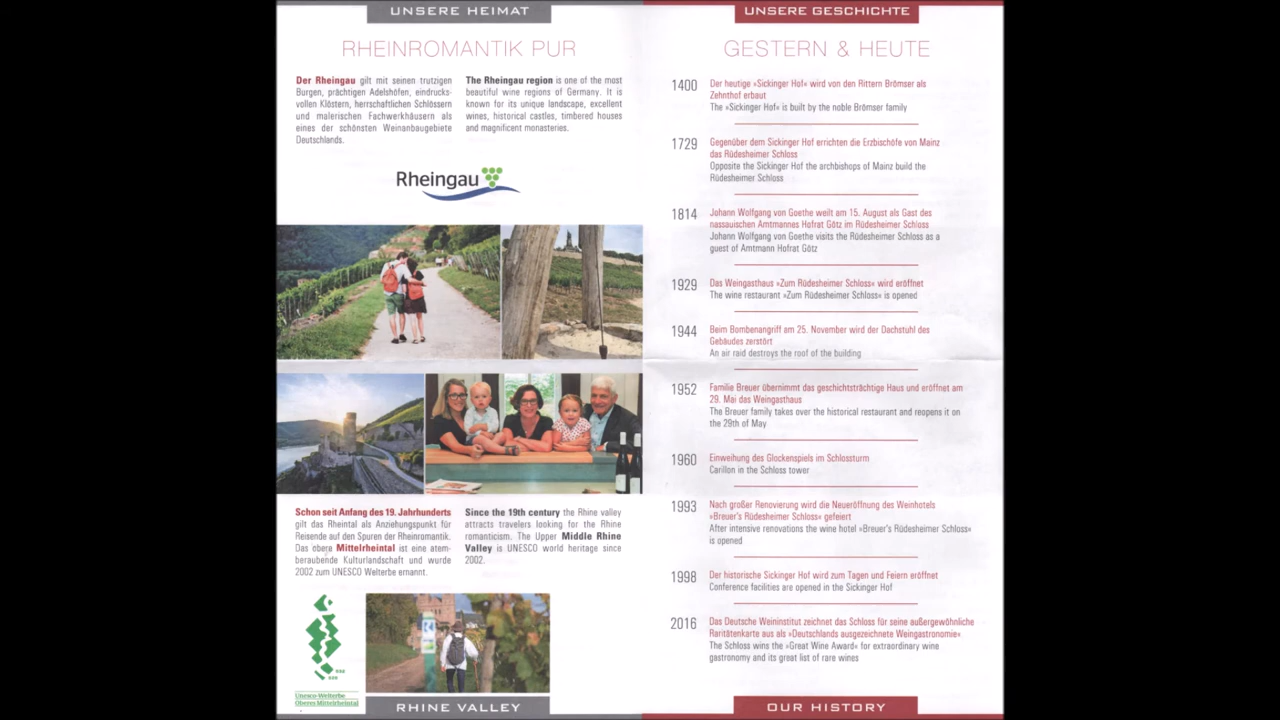 UNSERE HEIMAT
RHEINROMANTIK PUR
Der Rheingau gilt mit seinen trutzigen
Burgen, prächtigen Adelshöfen, eindrucks-
vollen Klöstern, herrschaftlichen Schlössern
und malerischen Fachwerkhäusern als
eines der schönsten Weinanbaugebiete
Deutschlands.
The Rheingau region is one of the most
beautiful wine regions of Germany. It is
known for its unique landscape, excellent
wines, historical castles, timbered houses
and magnificent monasteries.
Rheingau
Schon seit Anfang des 19. Jahrhunderts
gilt das Rheintal als Anziehungspunkt für
Reisende auf den Spuren der Rheinromantik.
Das obere Mittelrheintal ist eine atem-
beraubende Kulturlandschaft und wurde
2002 zum UNESCO Welterbe ernannt.
Since the 19th century the Rhine valley
attracts travelers looking for the Rhine
romanticism. The Upper Middle Rhine
Valley is UNESCO world heritage since
2002.
Unesco-Welterbe
Oberes Mittelrheintal
RHINE VALLEY
UNSERE GESCHICHTE
GESTERN & HEUTE
1400
Der heutige »Sickinger Hof« wird von den Rittern Brömser als
Zehnthof erbaut
The »Sickinger Hof« is built by the noble Brömser family
1729
Gegenüber dem Sickinger Hof errichten die Erzbischöfe von Mainz
das Rüdesheimer Schloss
Opposite the Sickinger Hof the archbishops of Mainz build the
Rüdesheimer Schloss
1814
Johann Wolfgang von Goethe weilt am 15. August als Gast des
nassauischen Amtmannes Hofrat Götz im Rüdesheimer Schloss
Johann Wolfgang von Goethe visits the Rüdesheimer Schloss as a
guest of Amtmann Hofrat Götz
1929
Das Weingasthaus »Zum Rüdesheimer Schloss« wird eröffnet
The wine restaurant »Zum Rüdesheimer Schloss« is opened
1944
Beim Bombenangriff am 25. November wird der Dachstuhl des
Gebäudes zerstört
An air raid destroys the roof of the building
1952
Familie Breuer übernimmt das geschichtsträchtige Haus und eröffnet am
29. Mai das Weingasthaus
The Breuer family takes over the historical restaurant and reopens it on
the 29th of May
1960
Einweihung des Glockenspiels im Schlossturm
Carillon in the Schloss tower
1993
Nach großer Renovierung wird die Neueröffnung des Weinhotels
»Breuer's Rüdesheimer Schloss« gefeiert
After intensive renovations the wine hotel »Breuer's Rüdesheimer Schloss«
is opened
1998
Der historische Sickinger Hof wird zum Tagen und Feiern eröffnet
Conference facilities are opened in the Sickinger Hof
2016
Das Deutsche Weininstitut zeichnet das Schloss für seine außergewöhnliche
Raritätenkarte aus als »Deutschlands ausgezeichnete Weingastronomie«
The Schloss wins the »Great Wine Award« for extraordinary wine
gastronomy and its great list of rare wines
OUR HISTORY